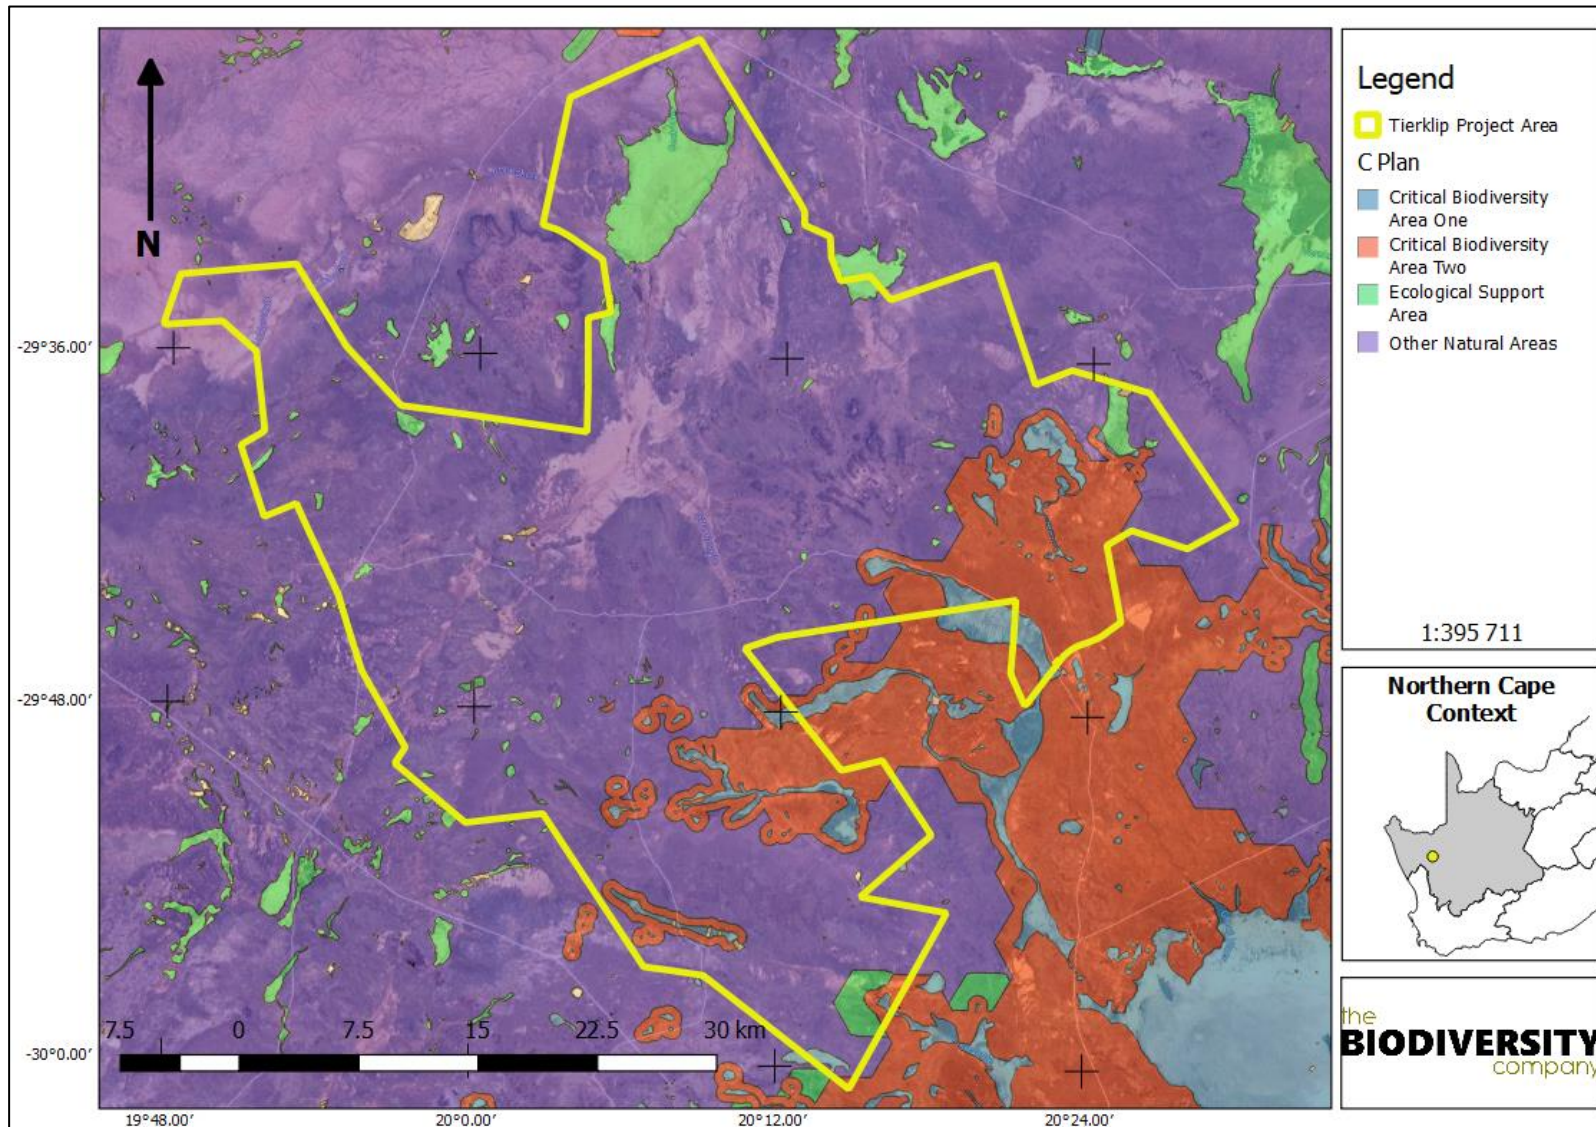 N
-29°36.00'
-29°48.00'
-30°0.00'
7.5 0 7.5 15 22.5 30 km
19°48.00' 20°0.00' 20°12.00' 20°24.00'
Legend
Tierklip Project Area
C Plan
Critical Biodiversity
Area One
Critical Biodiversity
Area Two
Ecological Support
Area
Other Natural Areas
1:395 711
Northern Cape
Context
the
BIODIVERSITY
company